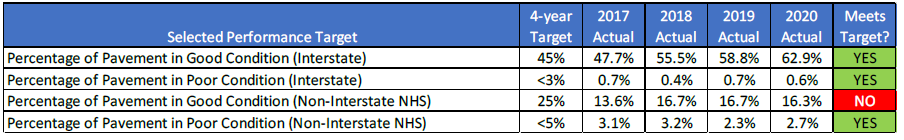 Selected Performance Target 4-year Target 2017 Actual 2018 Actual 2019 Actual 2020 Actual Meets Target?
Percentage of Pavement in Good Condition (Interstate) 45% 47.7% 55.5% 58.8% 62.9% YES
Percentage of Pavement in Poor Condition (Interstate) <3% 0.7% 0.4% 0.7% 0.6% YES
Percentage of Pavement in Good Condition (Non-Interstate NHS) 25% 13.6% 16.7% 16.7% 16.3% NO
Percentage of Pavement in Poor Condition (Non-Interstate NHS) <5% 3.1% 3.2% 2.3% 2.7% YES